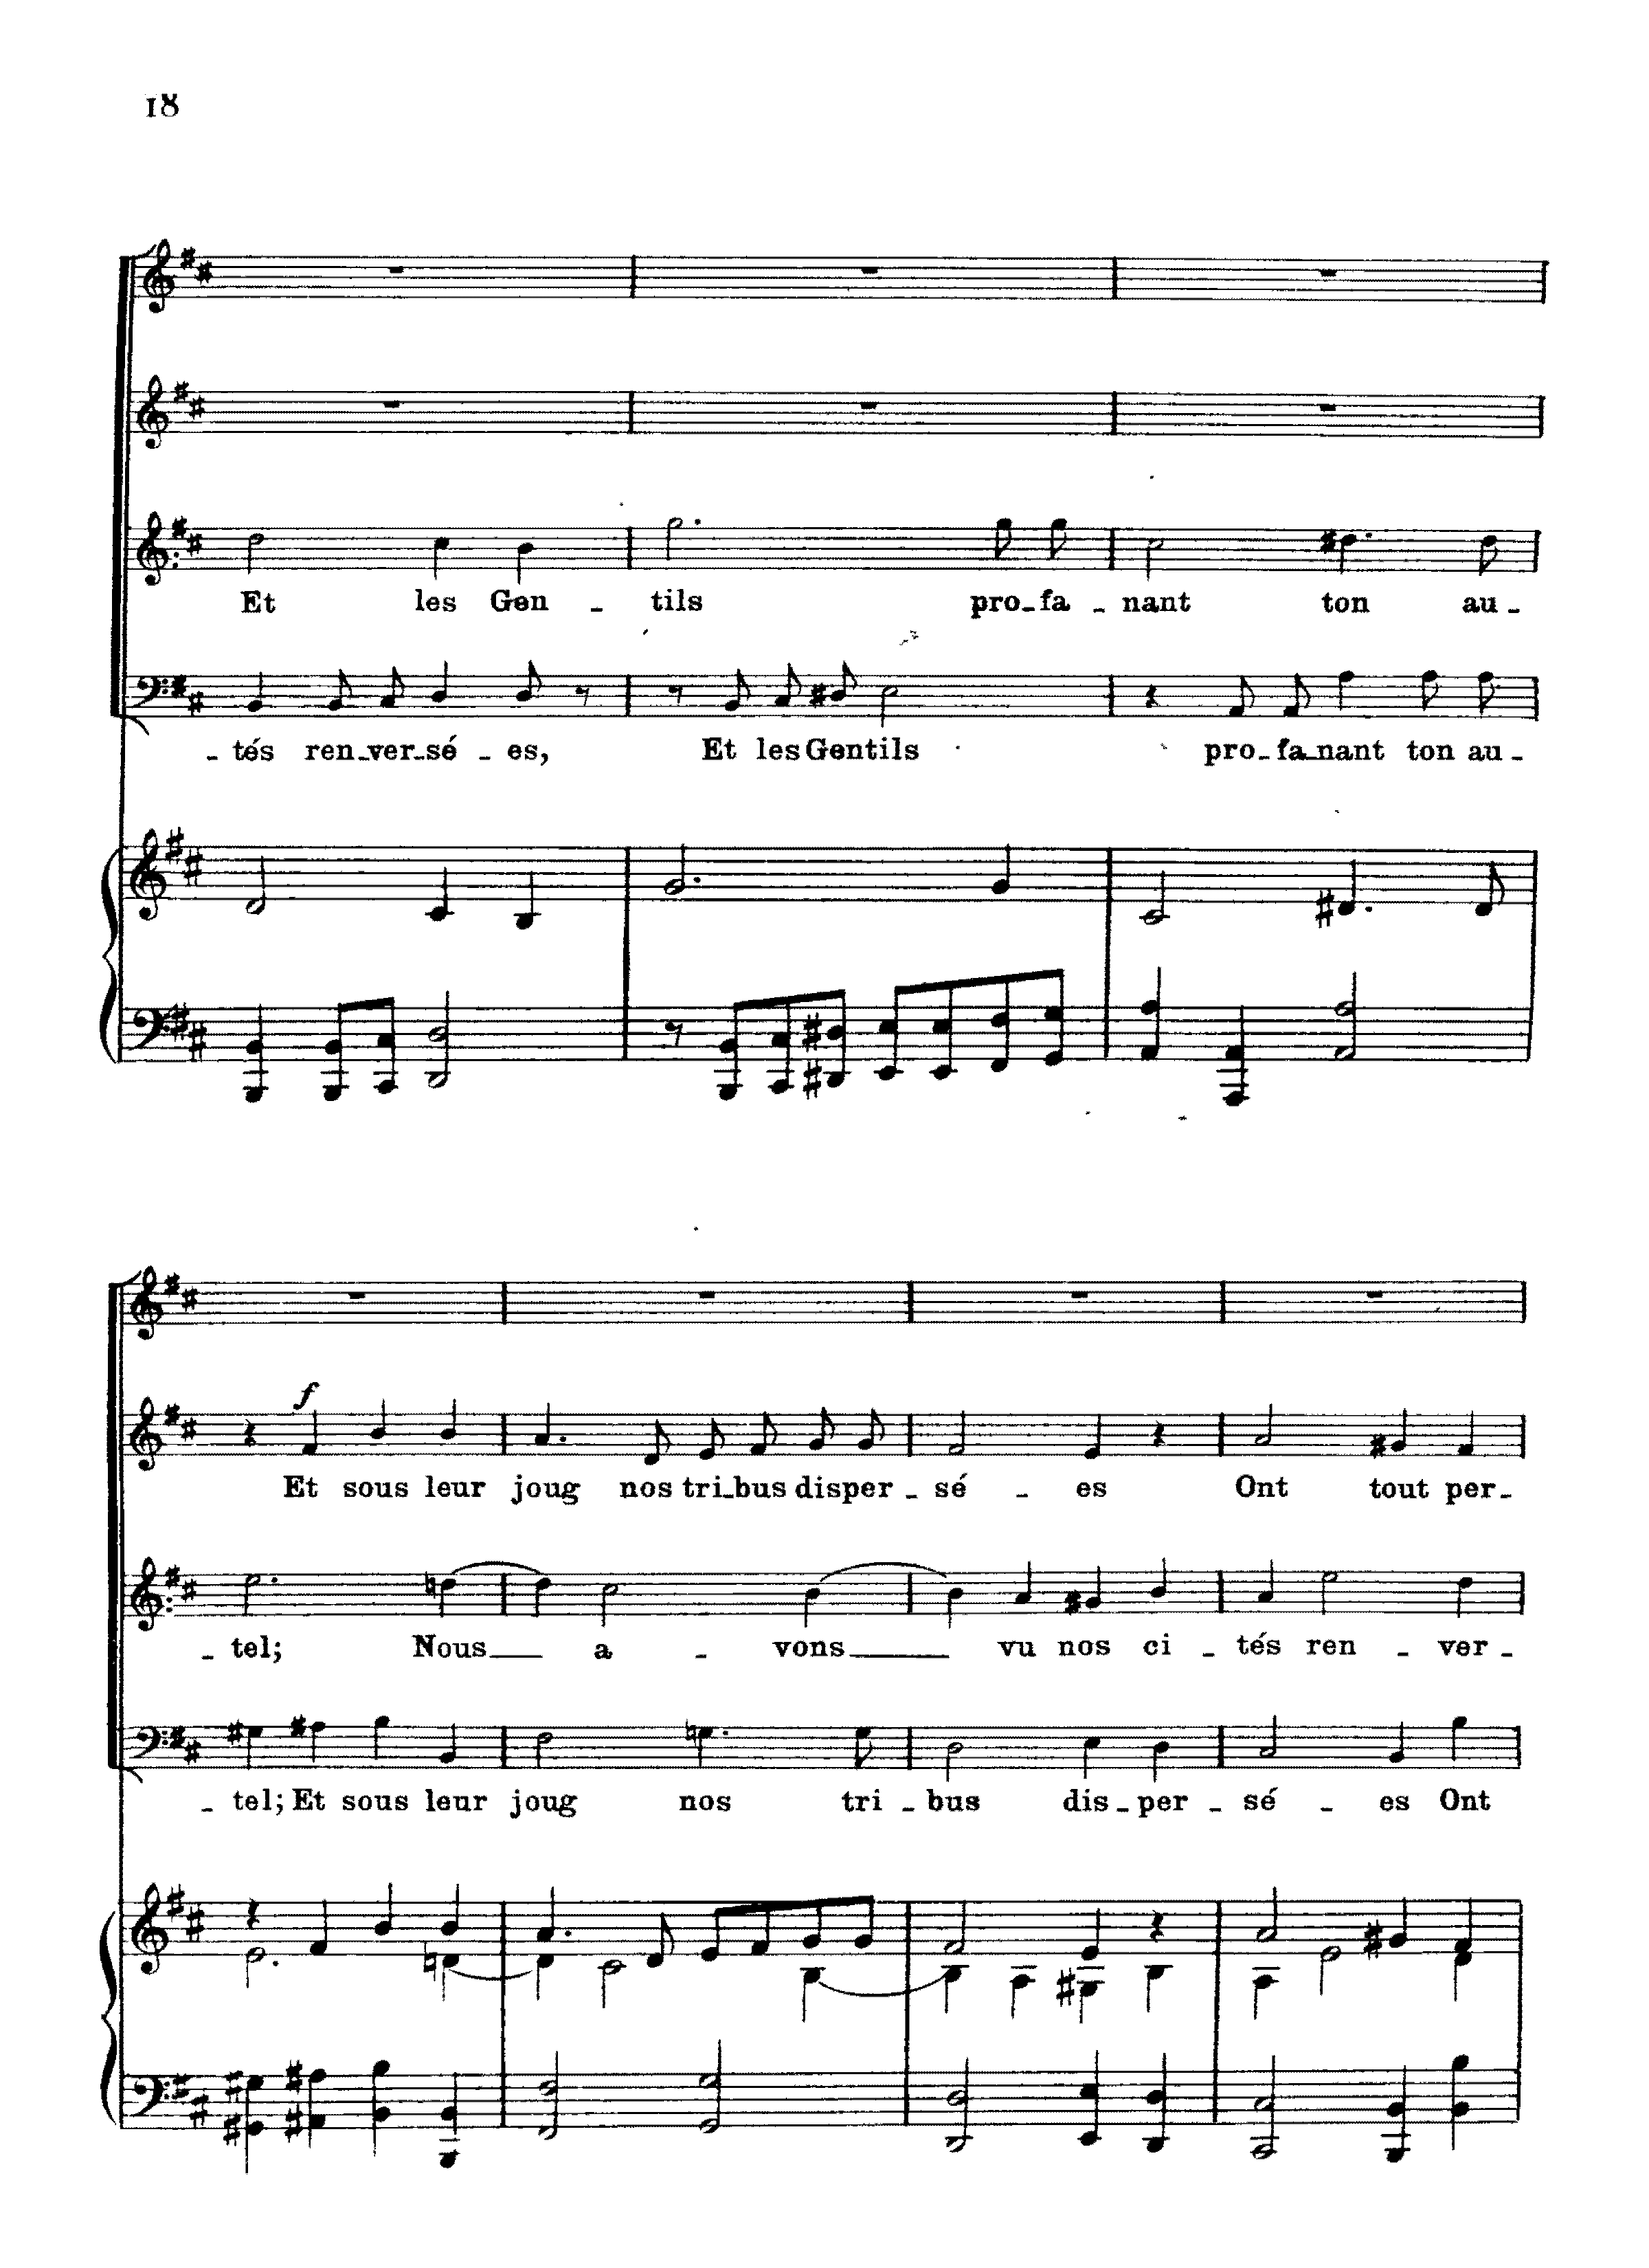 18
Et les Gen - tils pro - fa - nant ton au -
- tés ren - ver - sé - es, Et les Gentils pro - fa - nant ton au -
f
Et sous leur joug nos tri - bus disper - sé - es Ont tout per -
- tel; Nous a - vons vu nos ci - tés ren - ver -
- tel; Et sous leur joug nos tri - bus dis - per - sé - es Ont